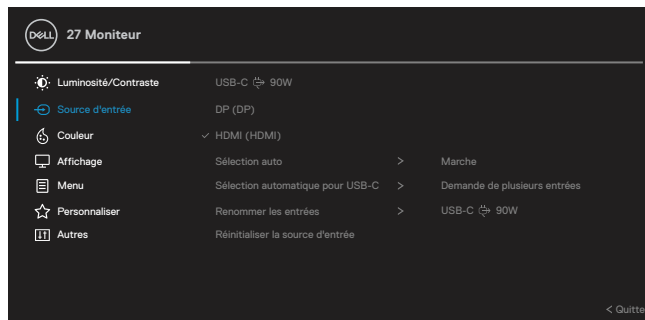 DELL 27 Moniteur
Luminosité/Contraste USB-C 90W
Source d'entrée DP (DP)
Couleur ✓ HDMI (HDMI)
Affichage Sélection auto > Marche
Menu Sélection automatique pour USB-C > Demande de plusieurs entrées
Personnaliser Renommer les entrées > USB-C 90W
Autres Réinitialiser la source d'entrée
< Quitte